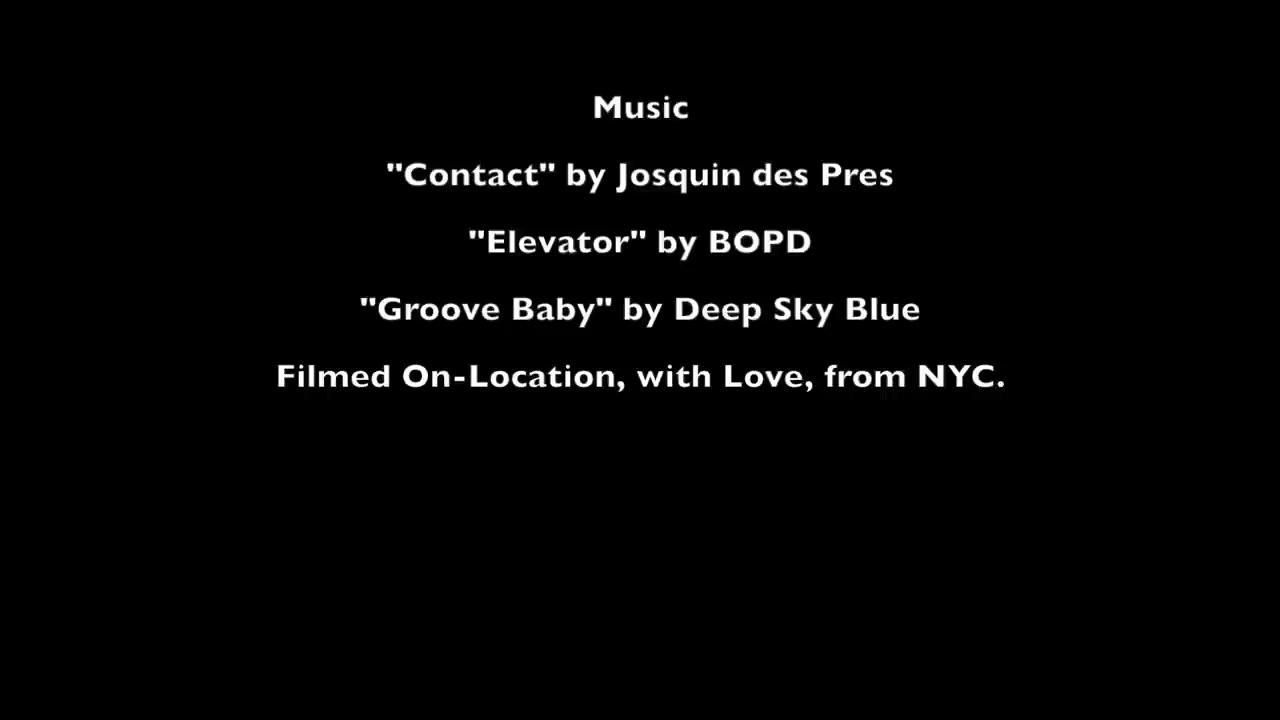 Music
"Contact" by Josquin des Pres
"Elevator" by BOPD
"Groove Baby" by Deep Sky Blue
Filmed On-Location, with Love, from NYC.